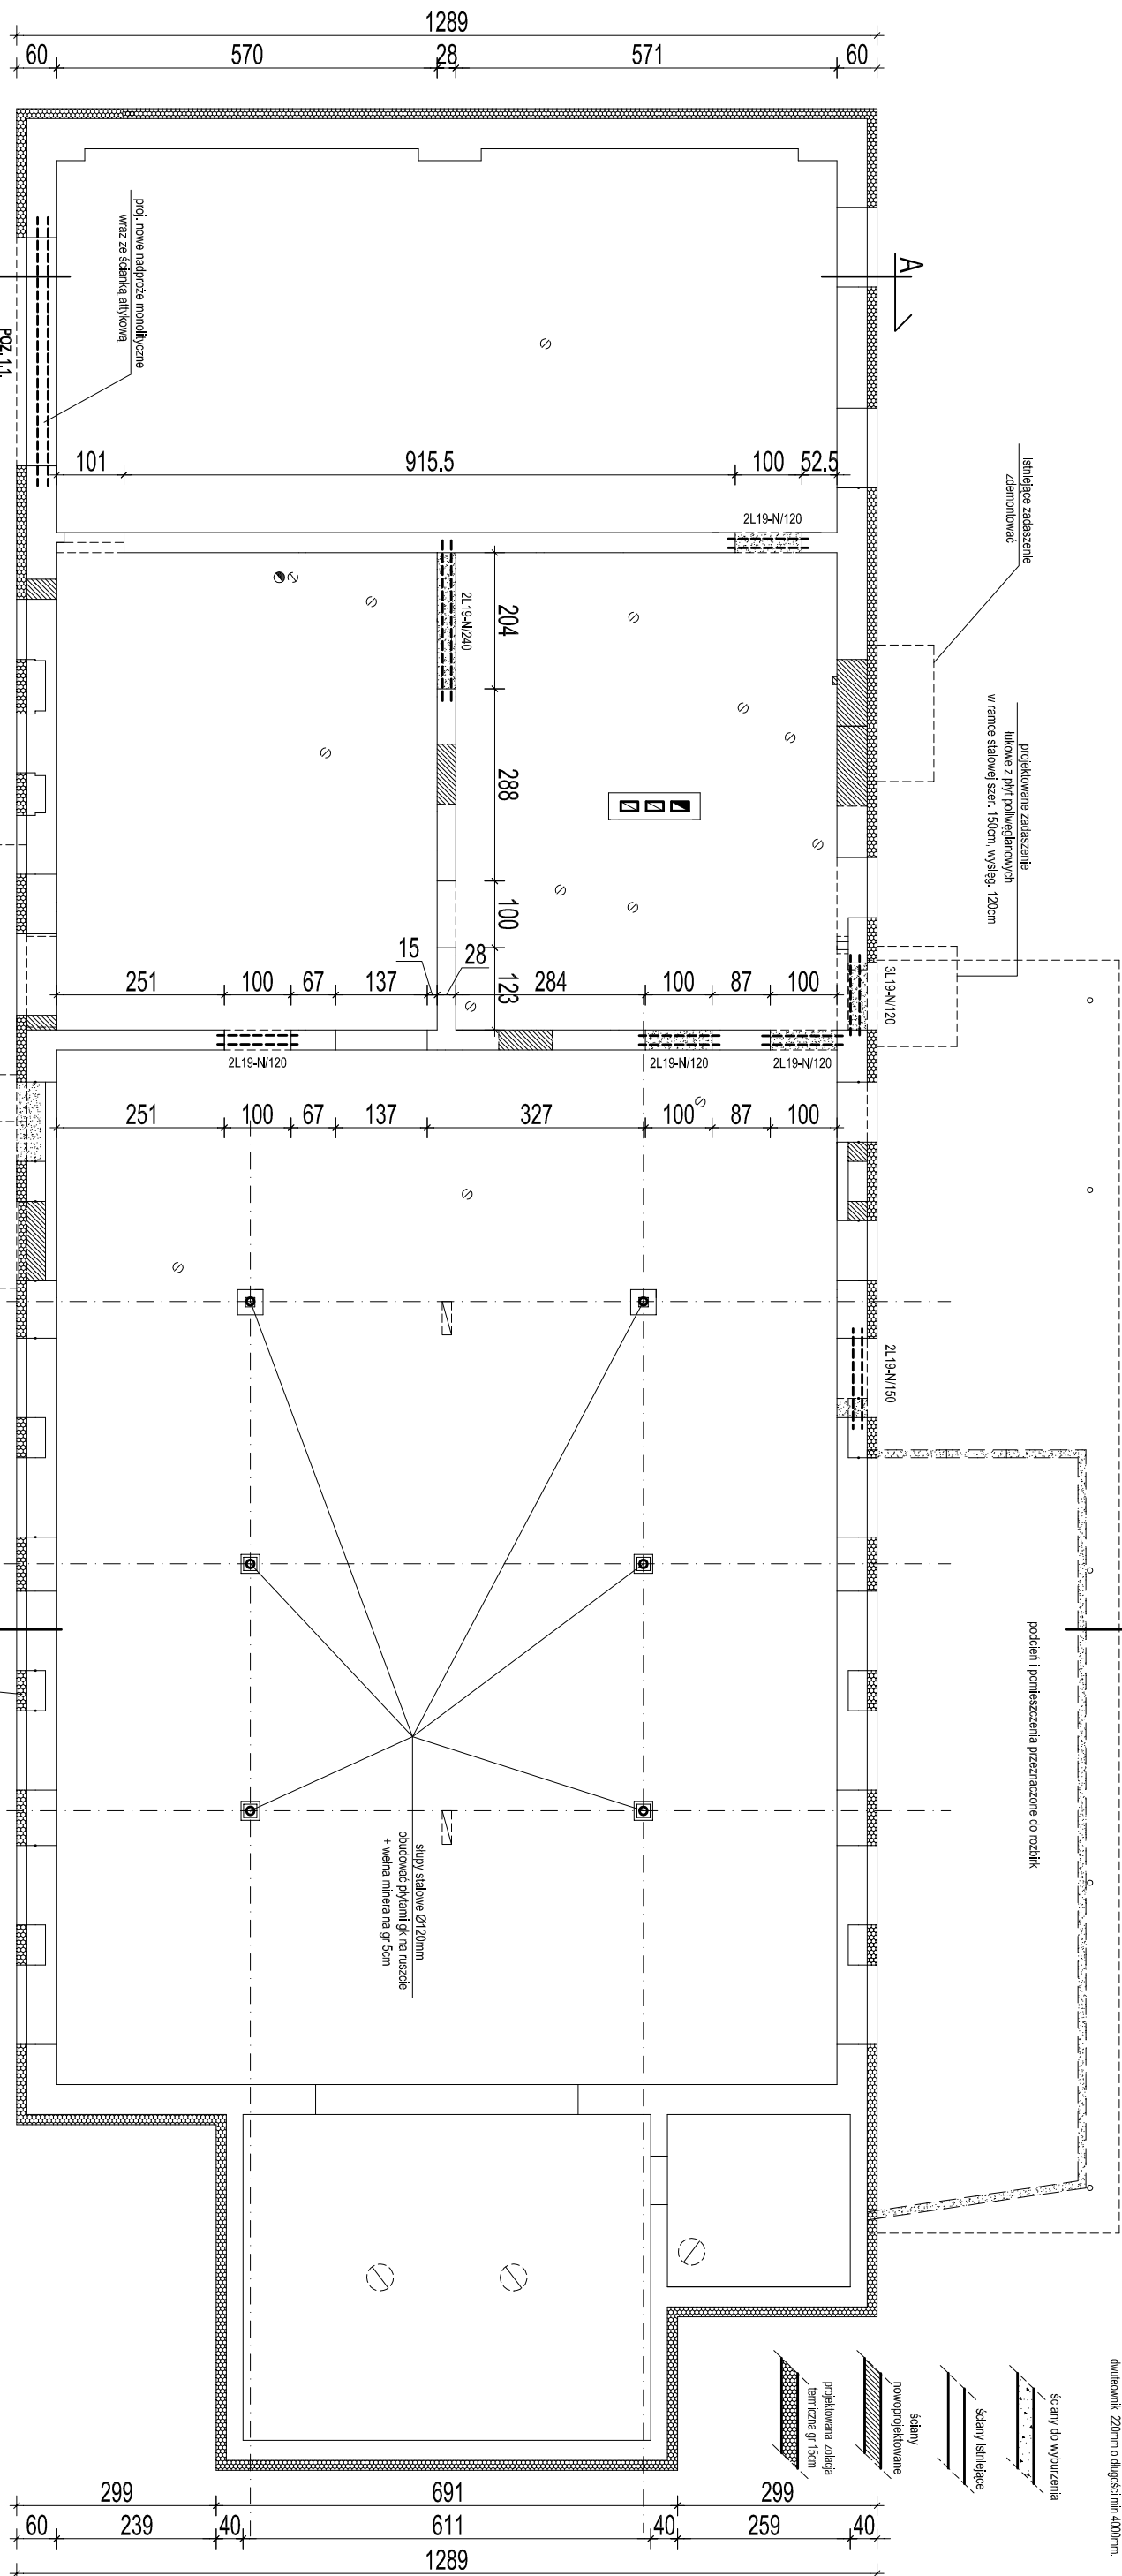 1289
60
570
28
571
60
A
proj. nowe nadproże monolityczne
wraz ze ścianką attykową
POZ. 1.1.
istniejące zadaszenie
zdemontować
projektowane zadaszenie
łukowe z płyt poliwęglanowych
w ramce stalowej szer. 150cm, wysięg. 120cm
101
915.5
100
52.5
2L19-N/120
2L19-N/240
204
288
100
123
15
28
3L19-N/120
251
100
67
137
284
100
87
100
2L19-N/120
2L19-N/120
2L19-N/120
251
100
67
137
327
100
87
100
2L19-N/150
podcień i pomieszczenia przeznaczone do rozbiórki
słupy stalowe Ø120mm
obudować płytami gk na ruszcie
+ wełna mineralna gr 5cm
dwuteownik 220mm o długości min 4000mm.
ściany do wyburzenia
ściany istniejące
ściany
nowoprojektowane
projektowana izolacja
termiczna gr 15cm
299
691
299
60
239
40
611
40
259
40
1289